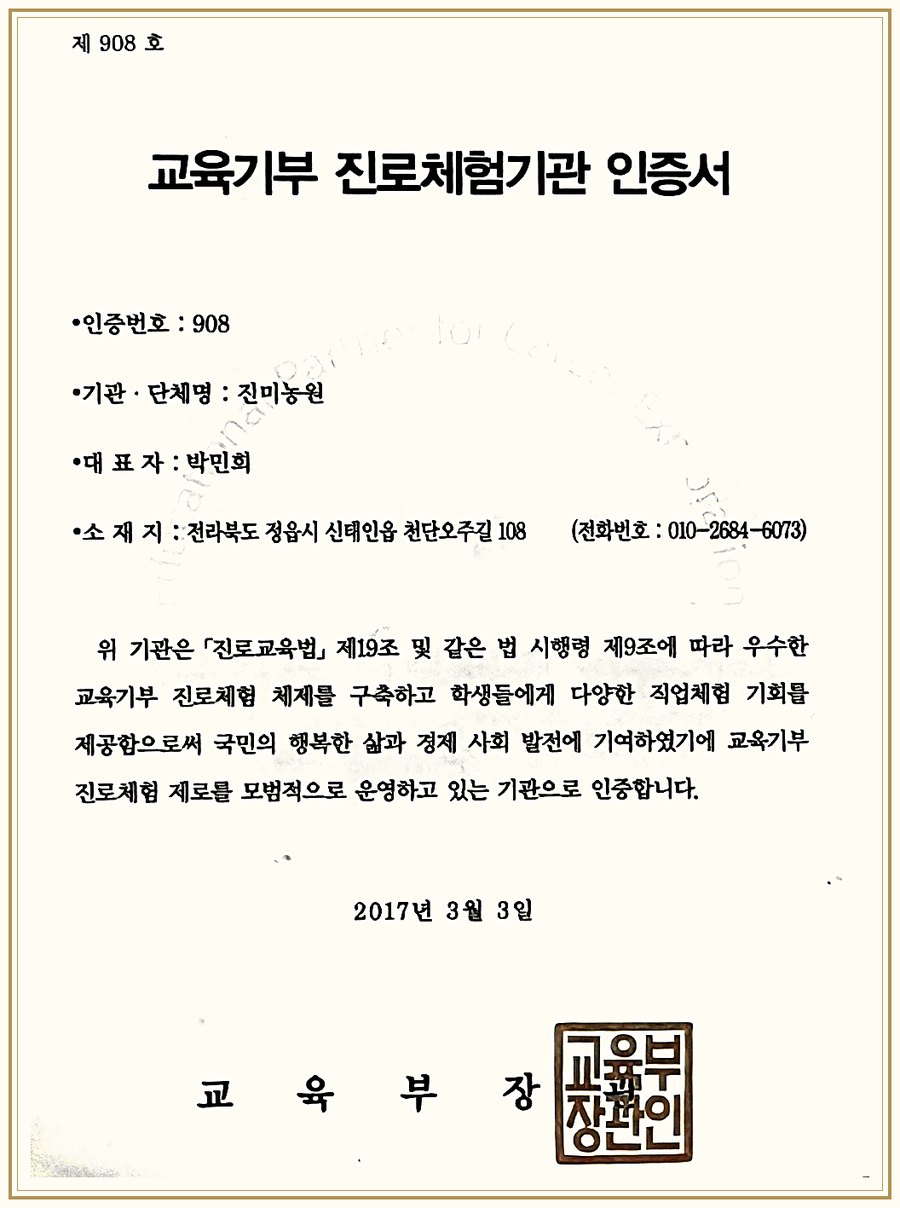 제 908 호
교육기부 진로체험기관 인증서
•인증번호 : 908
•기관 · 단체명 : 진미농원
•대 표 자 : 박민희
•소 재 지 : 전라북도 정읍시 신태인읍 천단오주길 108 (전화번호 : 010-2684-6073)
위 기관은 「진로교육법」 제19조 및 같은 법 시행령 제9조에 따라 우수한
교육기부 진로체험 체제를 구축하고 학생들에게 다양한 직업체험 기회를
제공함으로써 국민의 행복한 삶과 경제 사회 발전에 기여하였기에 교육기부
진로체험 제로를 모범적으로 운영하고 있는 기관으로 인증합니다.
2017년 3월 3일
교 육 부 장 관
교육부
장관인